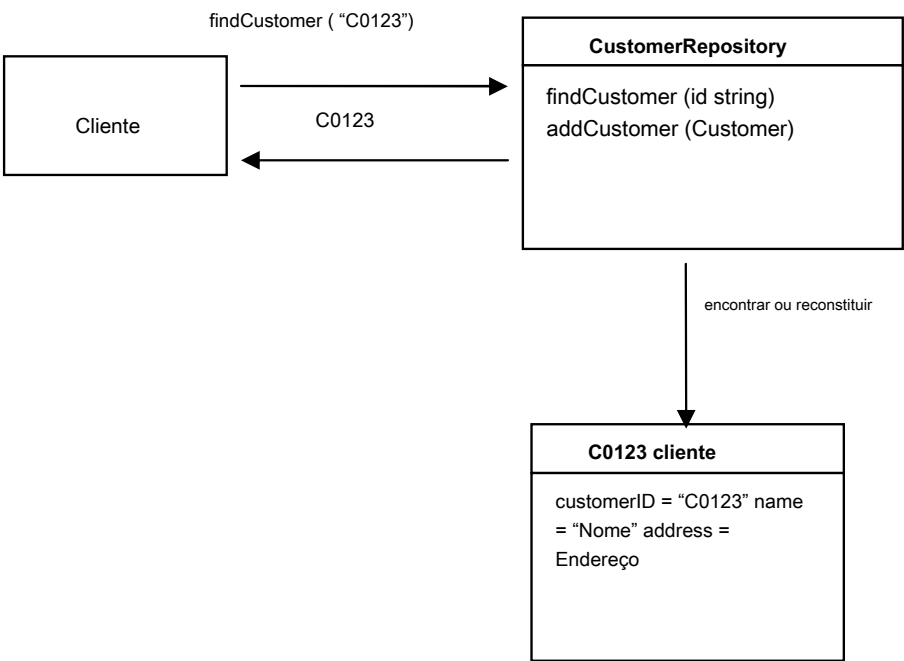 findCustomer ( “C0123”)
CustomerRepository
findCustomer (id string)
addCustomer (Customer)
Cliente
C0123
encontrar ou reconstituir
C0123 cliente
customerID = “C0123” name
= “Nome” address =
Endereço